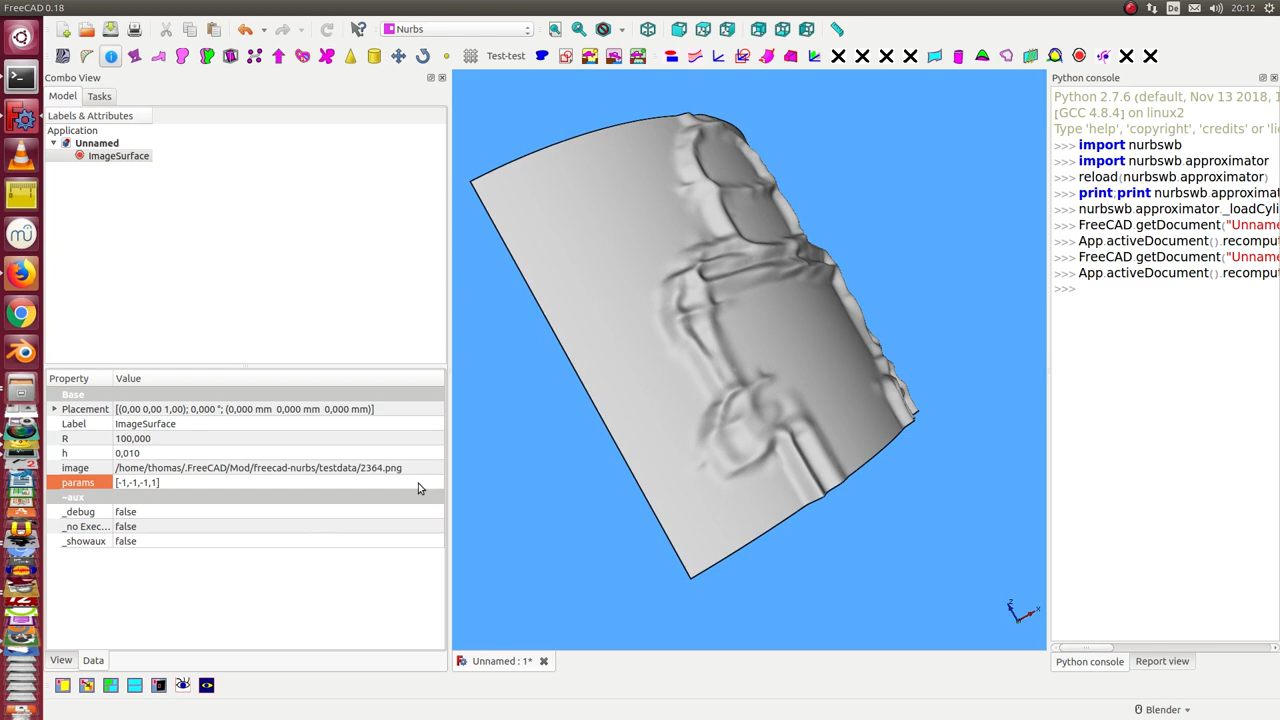 FreeCAD 0.18
De
20:12
Nurbs
Test-test
Combo View
Model
Tasks
Labels & Attributes
Application
Unnamed
ImageSurface
Property
Value
Base
Placement
[(0,00 0,00 1,00); 0,000 °; (0,000 mm 0,000 mm 0,000 mm)]
Label
ImageSurface
R
100,000
h
0,010
image
/home/thomas/.FreeCAD/Mod/freecad-nurbs/testdata/2364.png
params
[-1,-1,-1,1]
~aux
_debug
false
_no Exec...
false
_showaux
false
View
Data
Unnamed : 1*
z
x
Python console
Python 2.7.6 (default, Nov 13 2018, 1
[GCC 4.8.4] on linux2
Type 'help', 'copyright', 'credits' or 'li
>>> import nurbswb
>>> import nurbswb.approximator
>>> reload(nurbswb.approximator)
>>> print;print nurbswb.approximat
>>> nurbswb.approximator._loadCyli
>>> FreeCAD.getDocument("Unname
>>> App.activeDocument().recompu
>>> FreeCAD.getDocument("Unname
>>> App.activeDocument().recompu
>>>
Python console
Report view
Blender